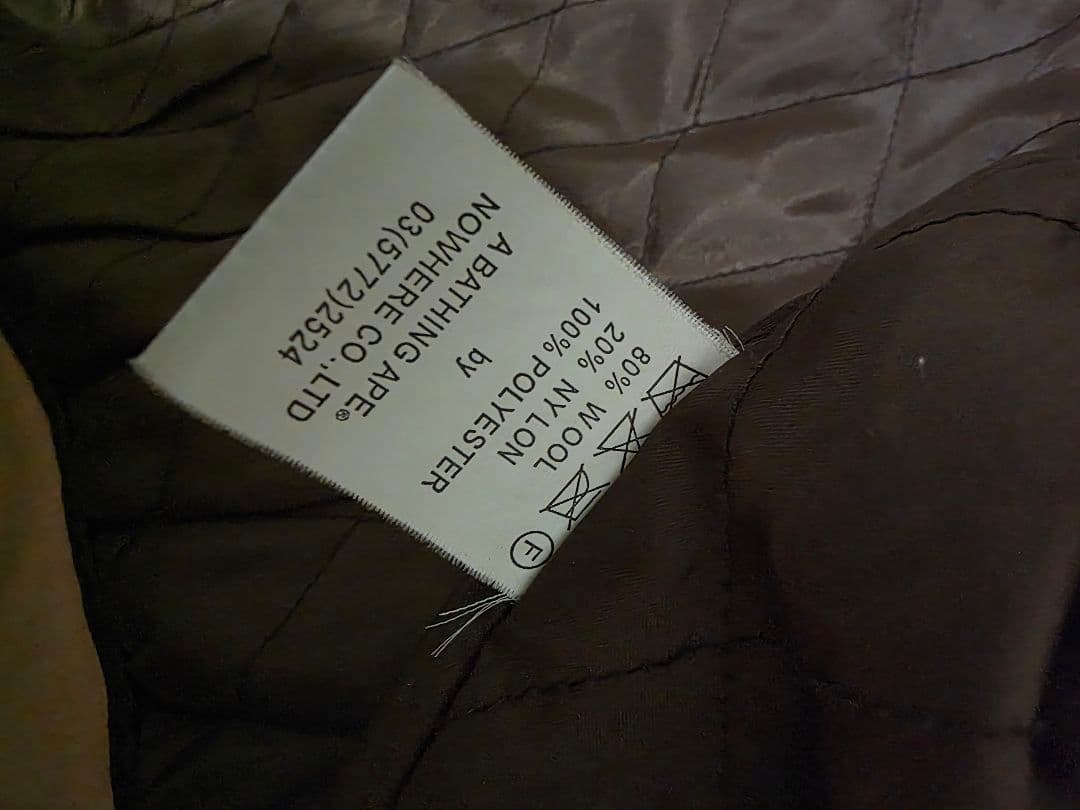 F
80% WOOL
20% NYLON
100% POLYESTER
by
A BATHING APE®
NOWHERE CO.,LTD
03(5772)2524